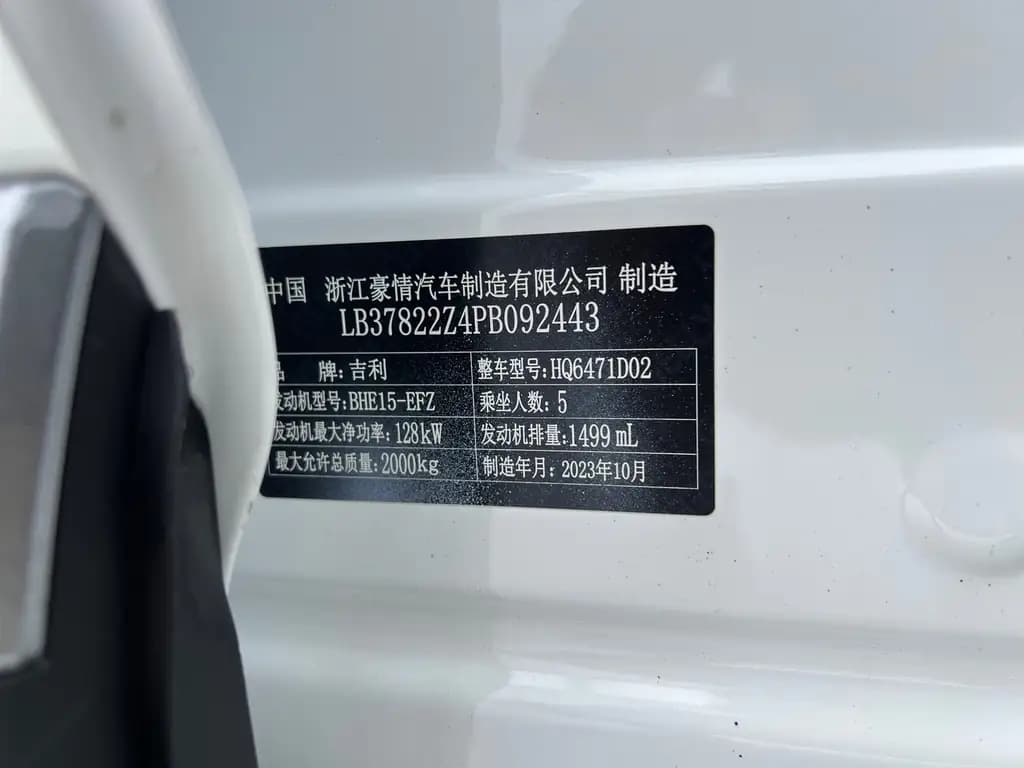 中国 浙江豪情汽车制造有限公司 制造
LB37822Z4PB092443
品 牌:吉利 整车型号:HQ6471D02
发动机型号:BHE15-EFZ 乘坐人数:5
发动机最大净功率:128kW 发动机排量:1499mL
最大允许总质量:2000kg 制造年月:2023年10月